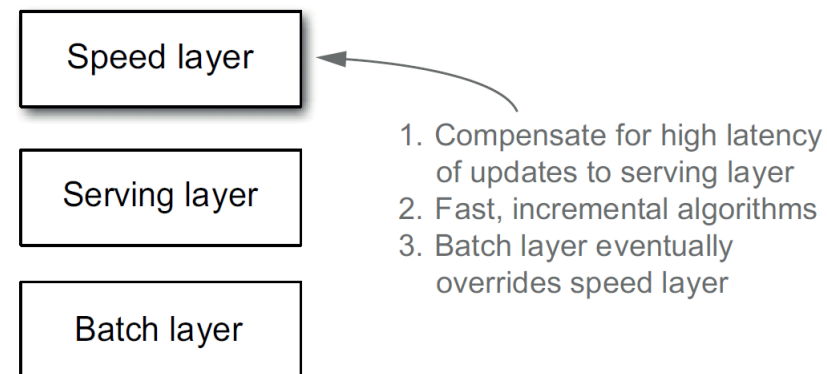 Speed layer
Serving layer
Batch layer
1. Compensate for high latency
of updates to serving layer
2. Fast, incremental algorithms
3. Batch layer eventually
overrides speed layer